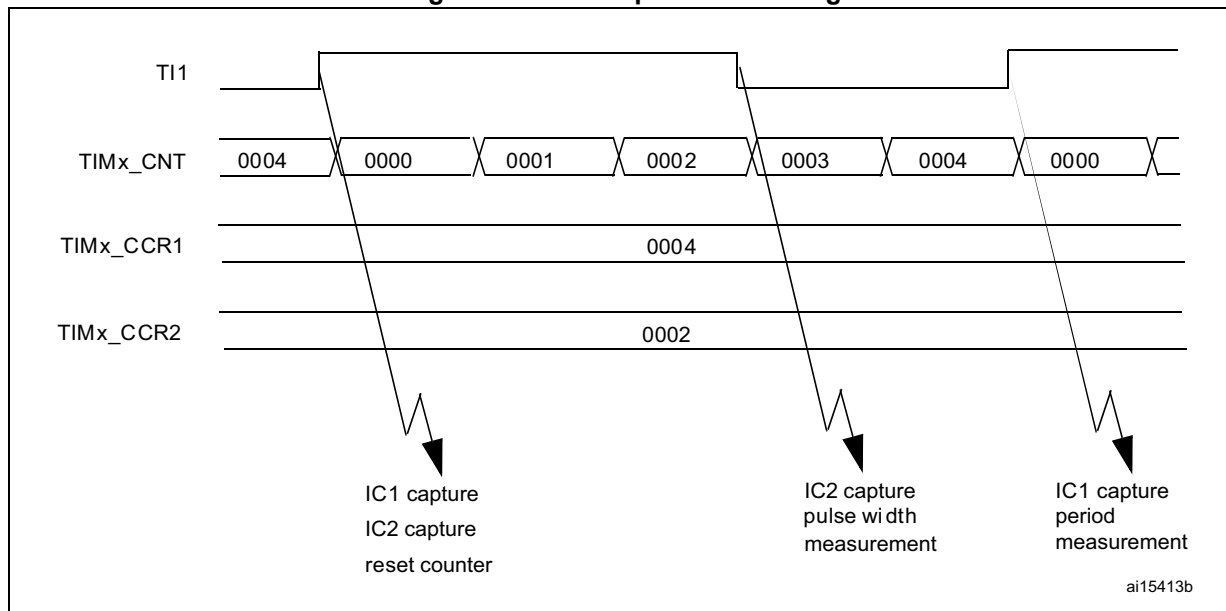 TI1
TIMx_CNT 0004 0000 0001 0002 0003 0004 0000
TIMx_CCR1 0004
TIMx_CCR2 0002
IC1 capture
IC2 capture
reset counter
IC2 capture
pulse width
measurement
IC1 capture
period
measurement
ai15413b